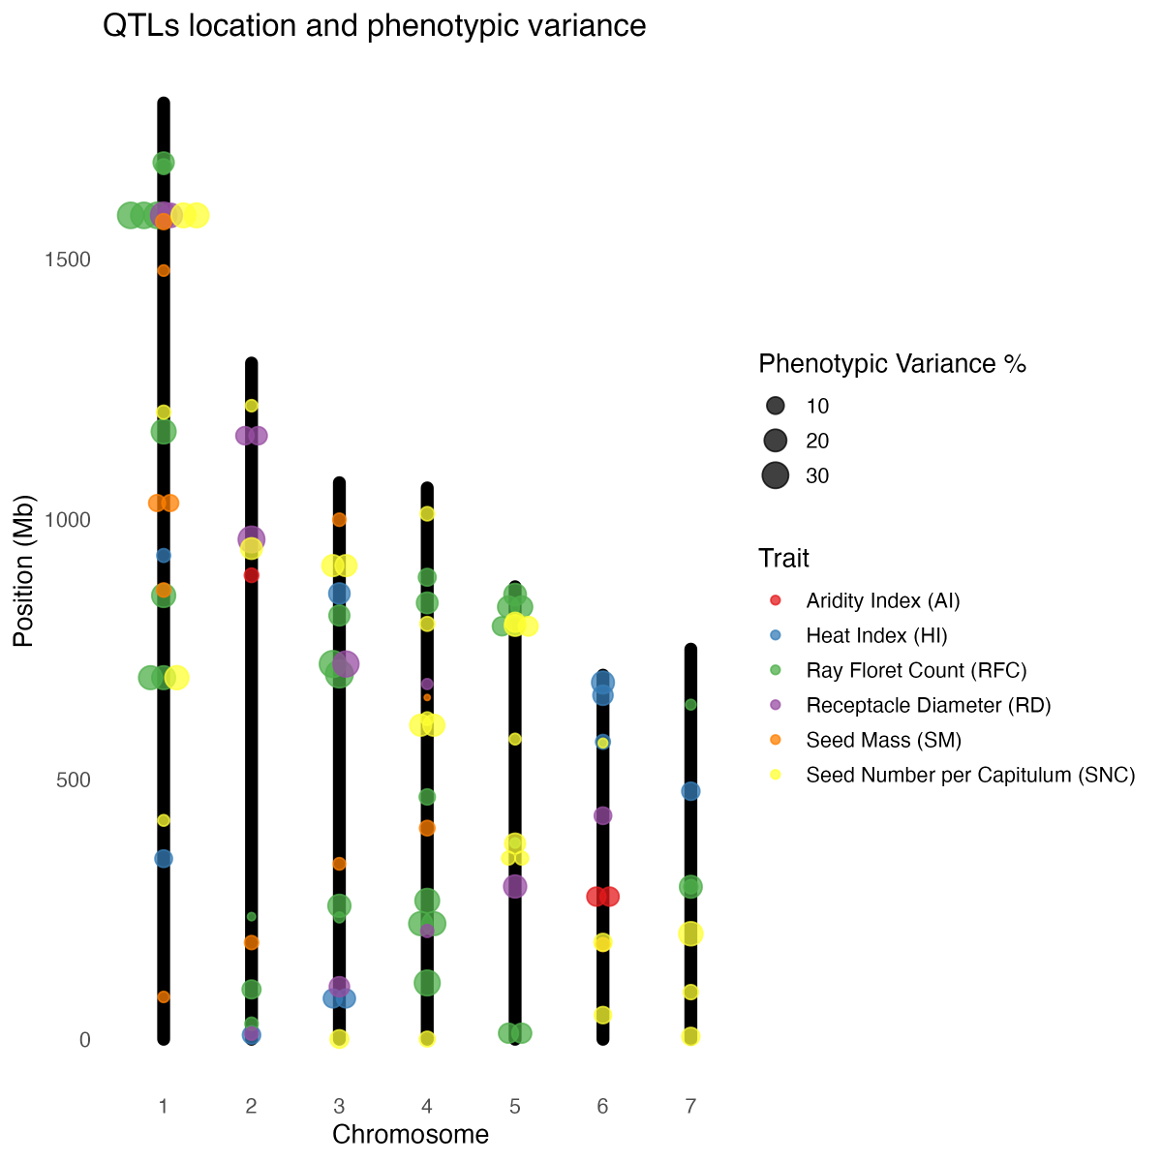 QTLs location and phenotypic variance
1500
1000
500
0
Position (Mb)
1 2 3 4 5 6 7
Chromosome
Phenotypic Variance %
10
20
30
Trait
Aridity Index (AI)
Heat Index (HI)
Ray Floret Count (RFC)
Receptacle Diameter (RD)
Seed Mass (SM)
Seed Number per Capitulum (SNC)